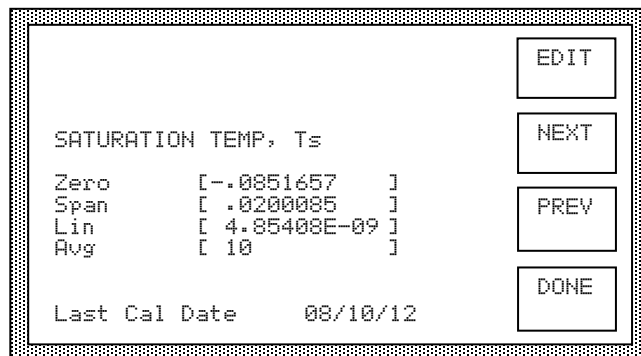 EDIT
SATURATION TEMP, Ts
NEXT
Zero [-.0851657 ]
Span [ .0200085 ]
PREV
Lin [ 4.85408E-09 ]
Avg [ 10 ]
DONE
Last Cal Date 08/10/12